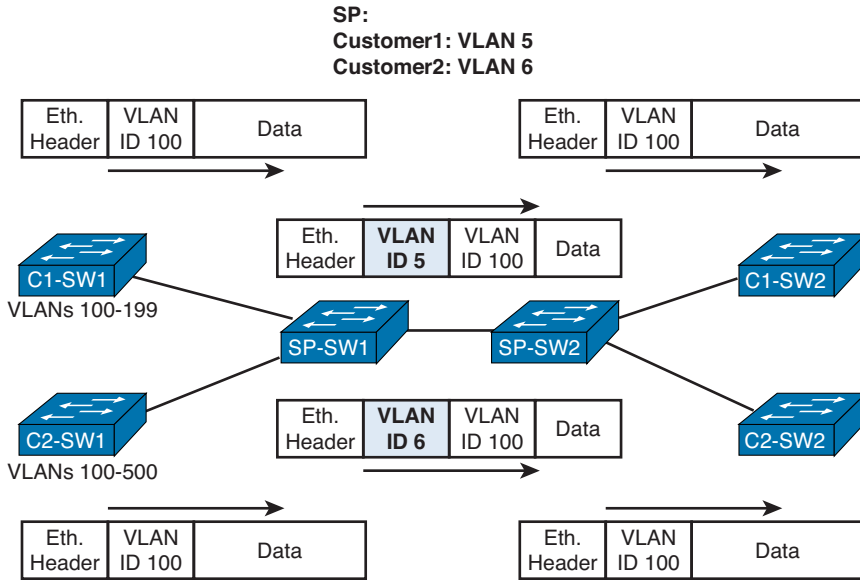 SP:
Customer1: VLAN 5
Customer2: VLAN 6
Eth. Header
VLAN ID 100
Data
Eth. Header
VLAN ID 100
Data
Eth. Header
VLAN ID 5
VLAN ID 100
Data
C1-SW1
VLANs 100-199
C1-SW2
SP-SW1
SP-SW2
Eth. Header
VLAN ID 6
VLAN ID 100
Data
C2-SW1
VLANs 100-500
C2-SW2
Eth. Header
VLAN ID 100
Data
Eth. Header
VLAN ID 100
Data